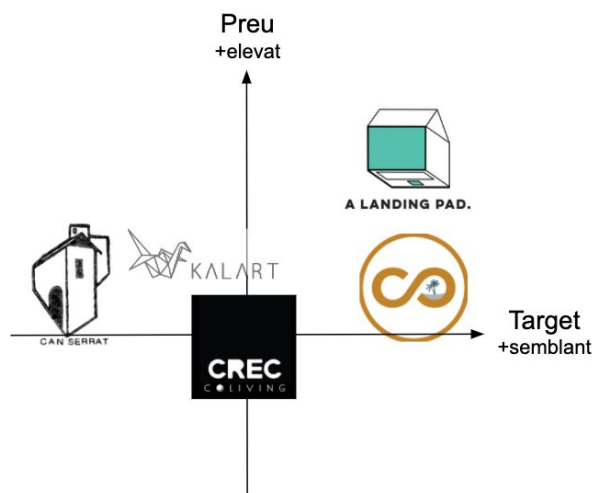 Preu
+elevat
A LANDING PAD.
KALART
CAN SERRAT
CREC
COLIVING
Target
+semblant